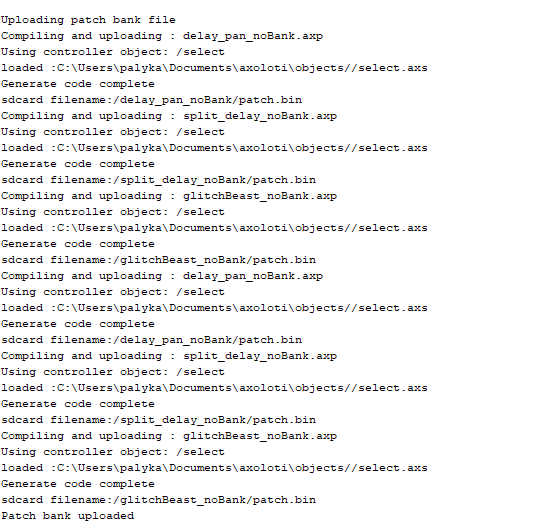 Uploading patch bank file
Compiling and uploading : delay_pan_noBank.axp
Using controller object: /select
loaded :C:\Users\palyka\Documents\axoloti\objects//select.axs
Generate code complete
sdcard filename:/delay_pan_noBank/patch.bin
Compiling and uploading : split_delay_noBank.axp
Using controller object: /select
loaded :C:\Users\palyka\Documents\axoloti\objects//select.axs
Generate code complete
sdcard filename:/split_delay_noBank/patch.bin
Compiling and uploading : glitchBeast_noBank.axp
Using controller object: /select
loaded :C:\Users\palyka\Documents\axoloti\objects//select.axs
Generate code complete
sdcard filename:/glitchBeast_noBank/patch.bin
Compiling and uploading : delay_pan_noBank.axp
Using controller object: /select
loaded :C:\Users\palyka\Documents\axoloti\objects//select.axs
Generate code complete
sdcard filename:/delay_pan_noBank/patch.bin
Compiling and uploading : split_delay_noBank.axp
Using controller object: /select
loaded :C:\Users\palyka\Documents\axoloti\objects//select.axs
Generate code complete
sdcard filename:/split_delay_noBank/patch.bin
Compiling and uploading : glitchBeast_noBank.axp
Using controller object: /select
loaded :C:\Users\palyka\Documents\axoloti\objects//select.axs
Generate code complete
sdcard filename:/glitchBeast_noBank/patch.bin
Patch bank uploaded